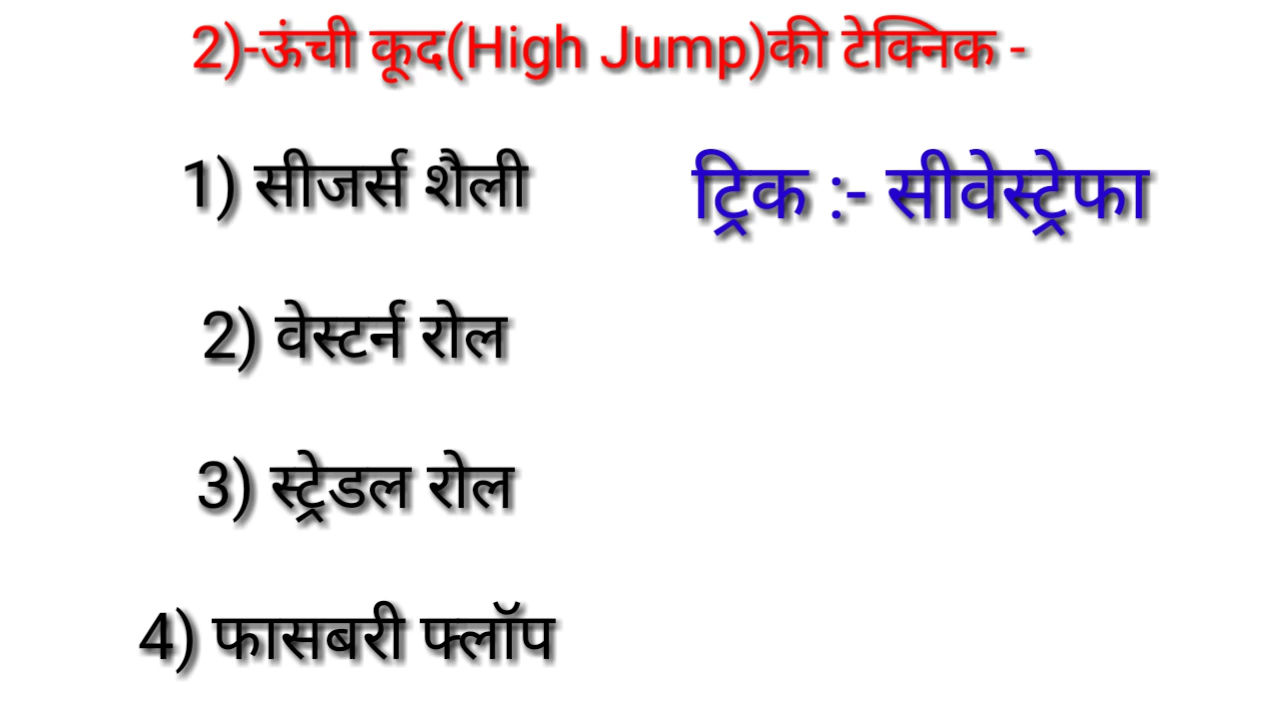 2)-ऊंची कूद(High Jump)की टेक्निक -
1) सीजर्स शैली
ट्रिक :- सीवेस्ट्रेफा
2) वेस्टर्न रोल
3) स्ट्रेडल रोल
4) फासबरी फ्लॉप